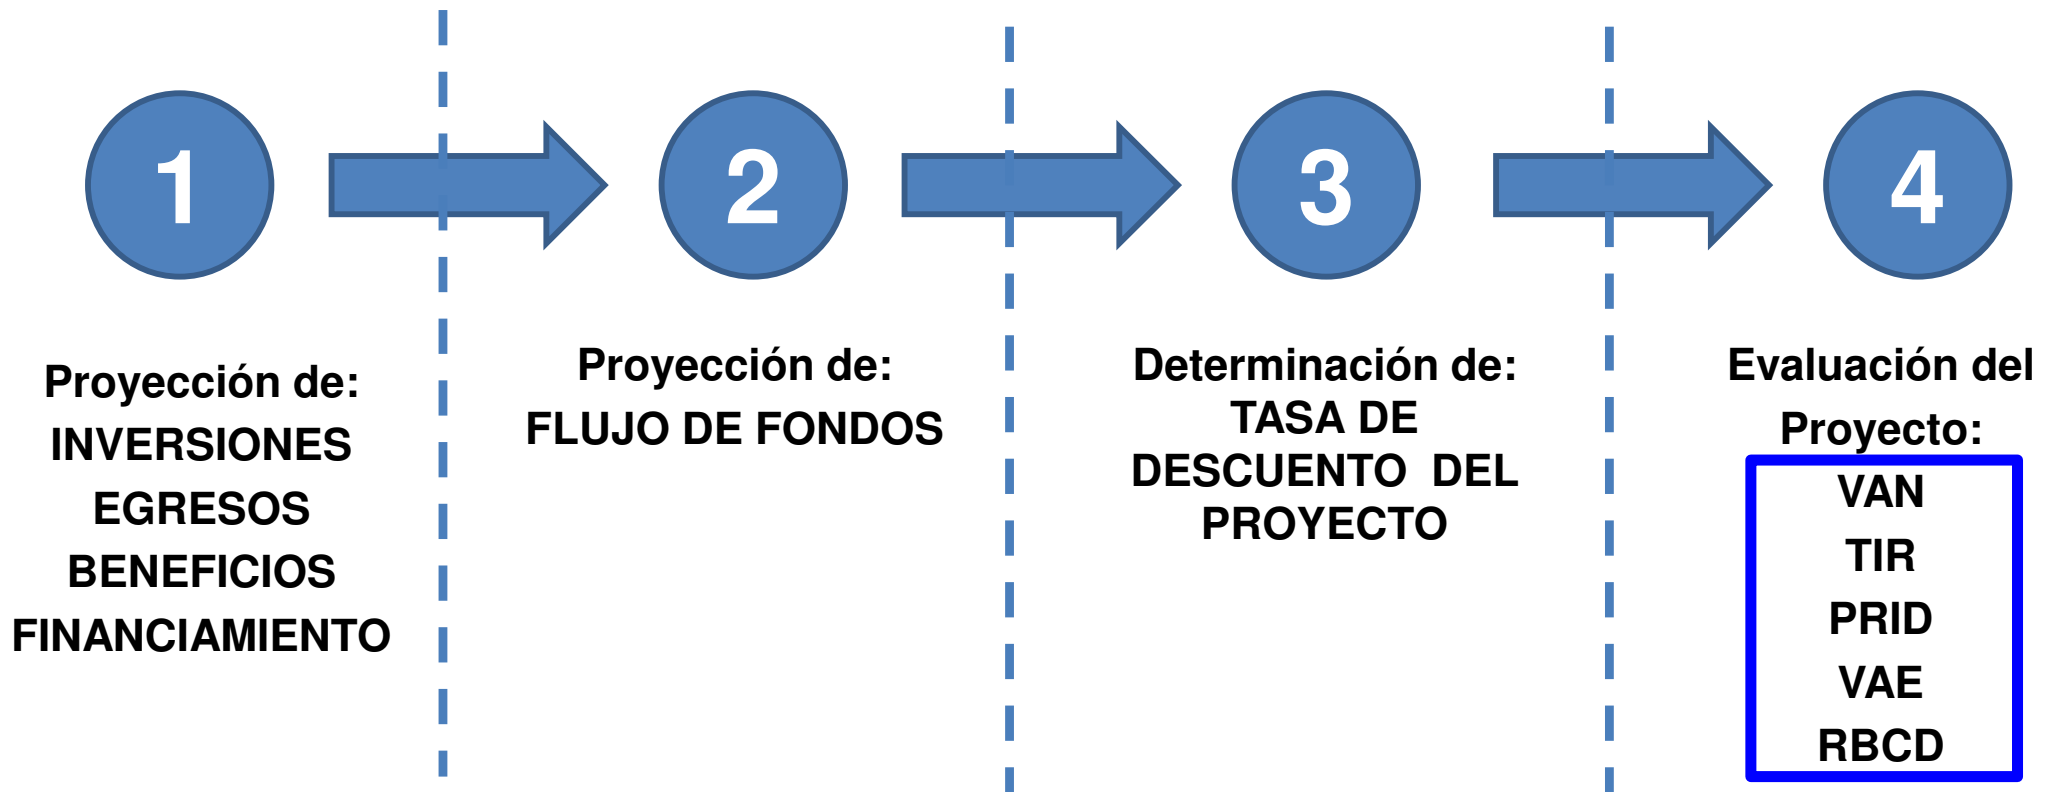 1
Proyección de:
INVERSIONES
EGRESOS
BENEFICIOS
FINANCIAMIENTO
2
Proyección de:
FLUJO DE FONDOS
3
Determinación de:
TASA DE
DESCUENTO DEL
PROYECTO
4
Evaluación del
Proyecto:
VAN
TIR
PRID
VAE
RBCD